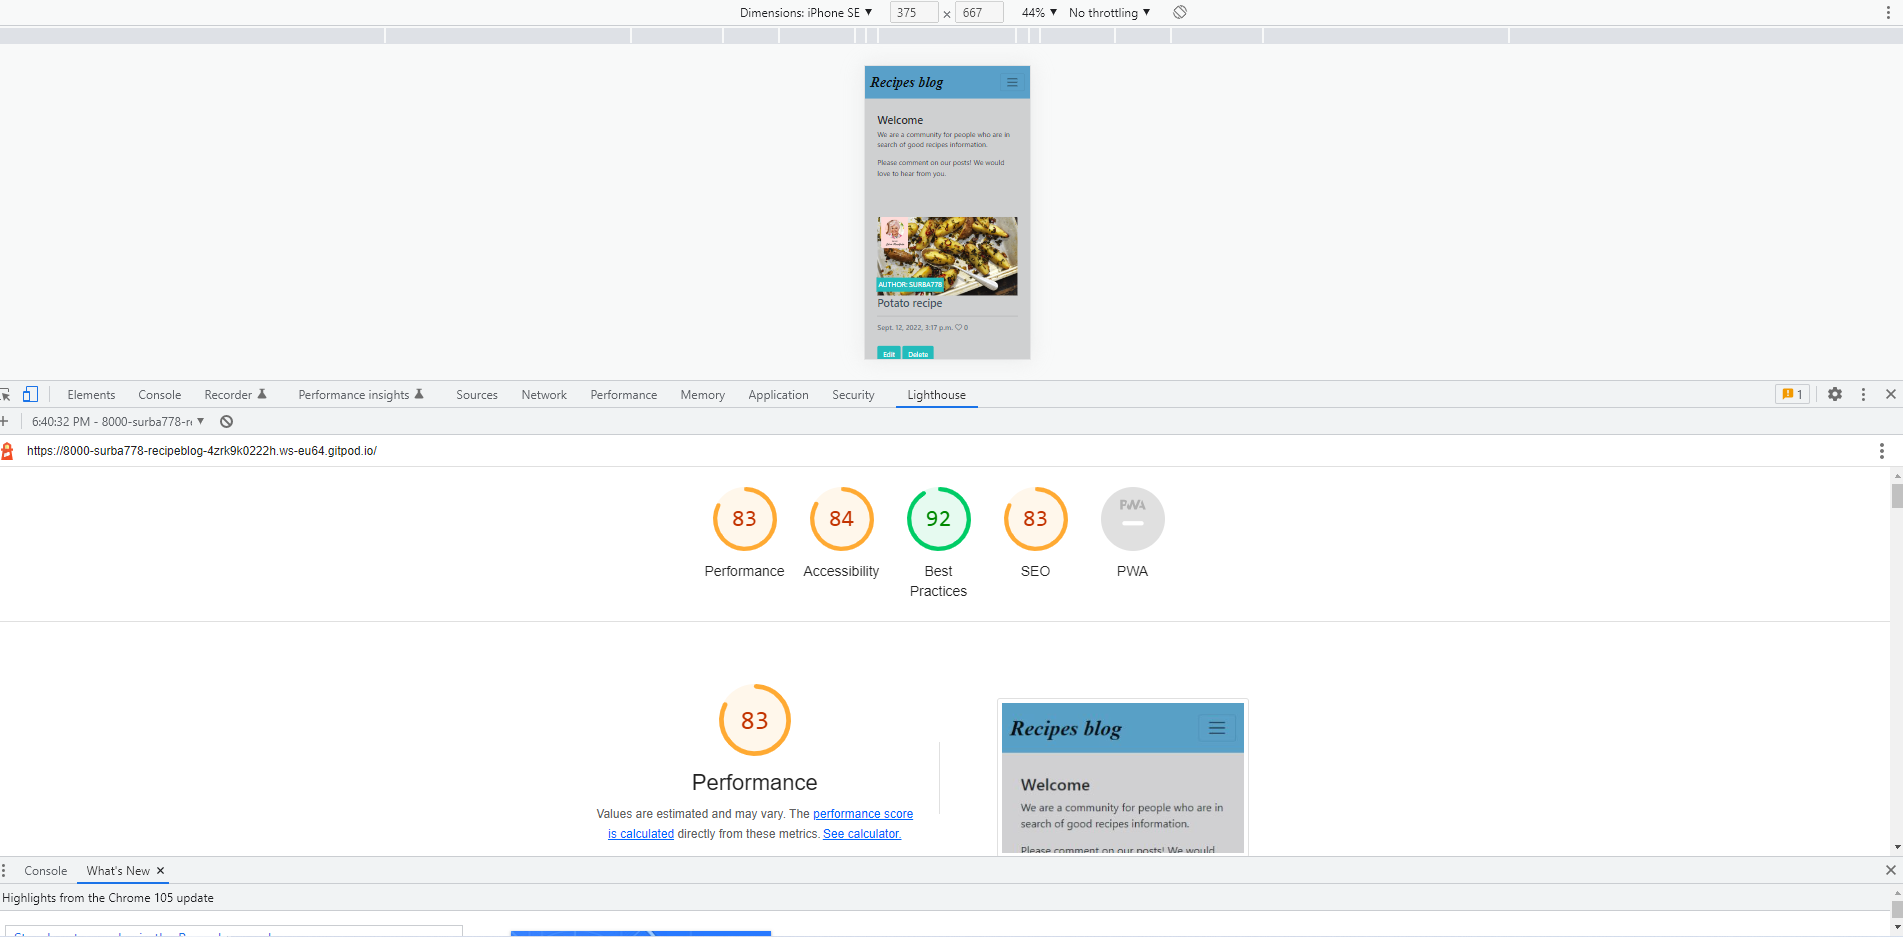 Dimensions: iPhone SE ▼ 375 × 667 44% ▼ No throttling ▼
Recipes blog
Welcome
We are a community for people who are in
search of good recipes information.
Please comment on our posts! We would
love to hear from you.
AUTHOR: SURBA778
Potato recipe
Sept. 12, 2022, 3:17 p.m. 0
Edit Delete
Elements Console Recorder Performance insights Sources Network Performance Memory Application Security Lighthouse 1
6:40:32 PM - 8000-surba778-r
https://8000-surba778-recipeblog-4zrk9k0222h.ws-eu64.gitpod.io/
83 84 92 83 PWA
Performance Accessibility Best Practices SEO PWA
83
Performance
Values are estimated and may vary. The performance score
is calculated directly from these metrics. See calculator.
Recipes blog
Welcome
We are a community for people who are in
search of good recipes information.
Please comment on our posts! We would
Console What's New ×
Highlights from the Chrome 105 update